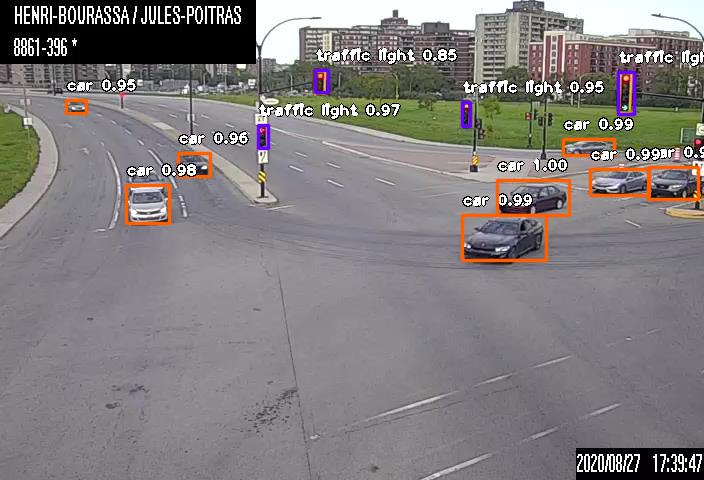 HENRI-BOURASSA / JULES-POITRAS
8861-396 *
traffic light 0.85
traffic ligh
car 0.95
traffic light 0.95
traffic light 0.97
car 0.99
car 0.96
car 0.98
car 1.00
car 0.99
car 0.99
2020/08/27 17:39:47